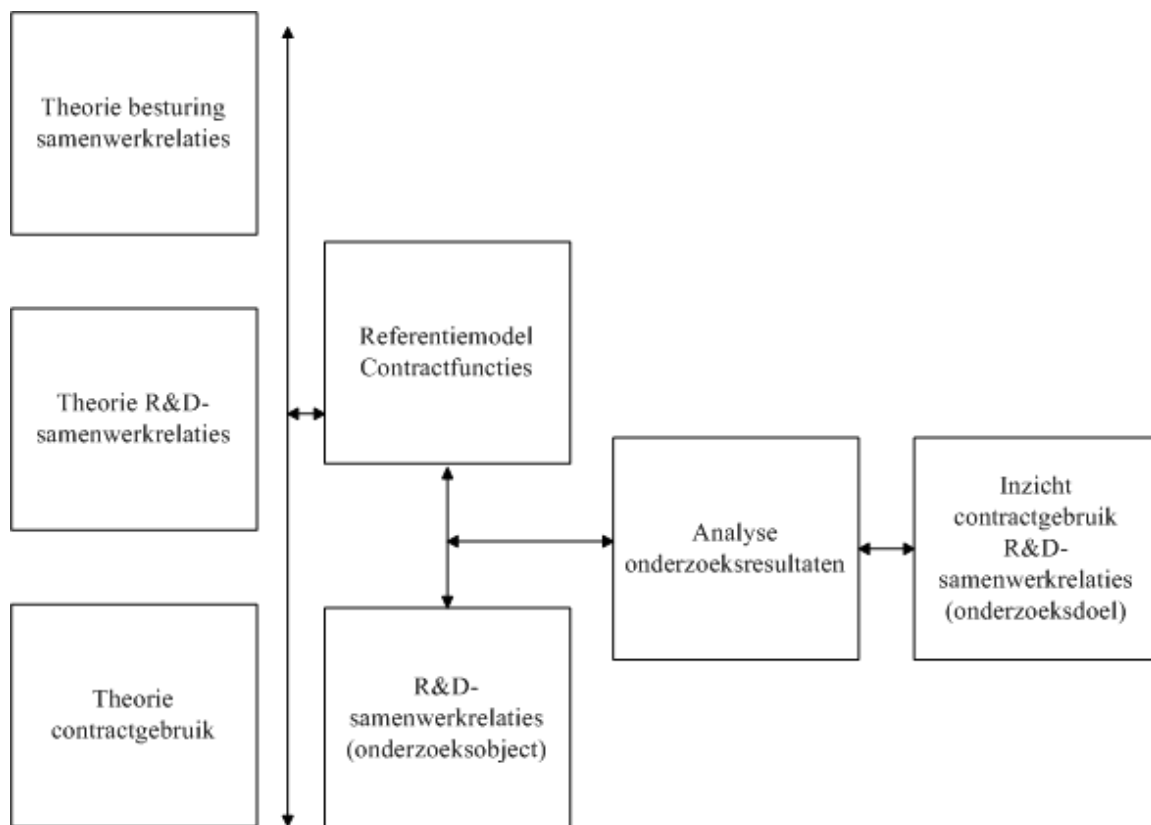 Theorie besturing
samenwerkrelaties
Theorie R&D-
samenwerkrelaties
Theorie
contractgebruik
Referentiemodel
Contractfuncties
R&D-
samenwerkrelaties
(onderzoeksobject)
Analyse
onderzoeksresultaten
Inzicht
contractgebruik
R&D-
samenwerkrelaties
(onderzoeksdoel)